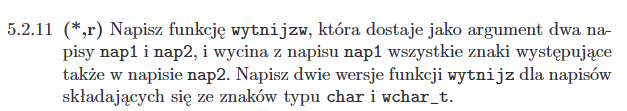 5.2.11 (*,r) Napisz funkcję wytnijzw, która dostaje jako argument dwa na-
pisy nap1 i nap2, i wycina z napisu nap1 wszystkie znaki występujące
także w napisie nap2. Napisz dwie wersje funkcji wytnijz dla napisów
składających się ze znaków typu char i wchar_t.